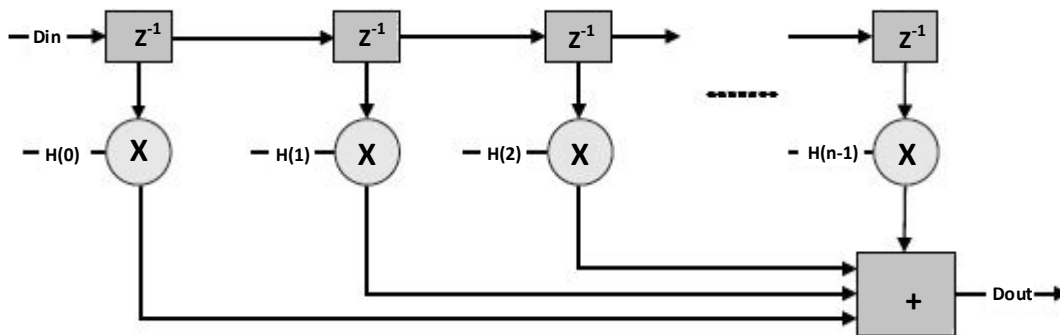 Din Z⁻¹ Z⁻¹ Z⁻¹ Z⁻¹
H(0) X H(1) X H(2) X H(n-1) X
+ Dout